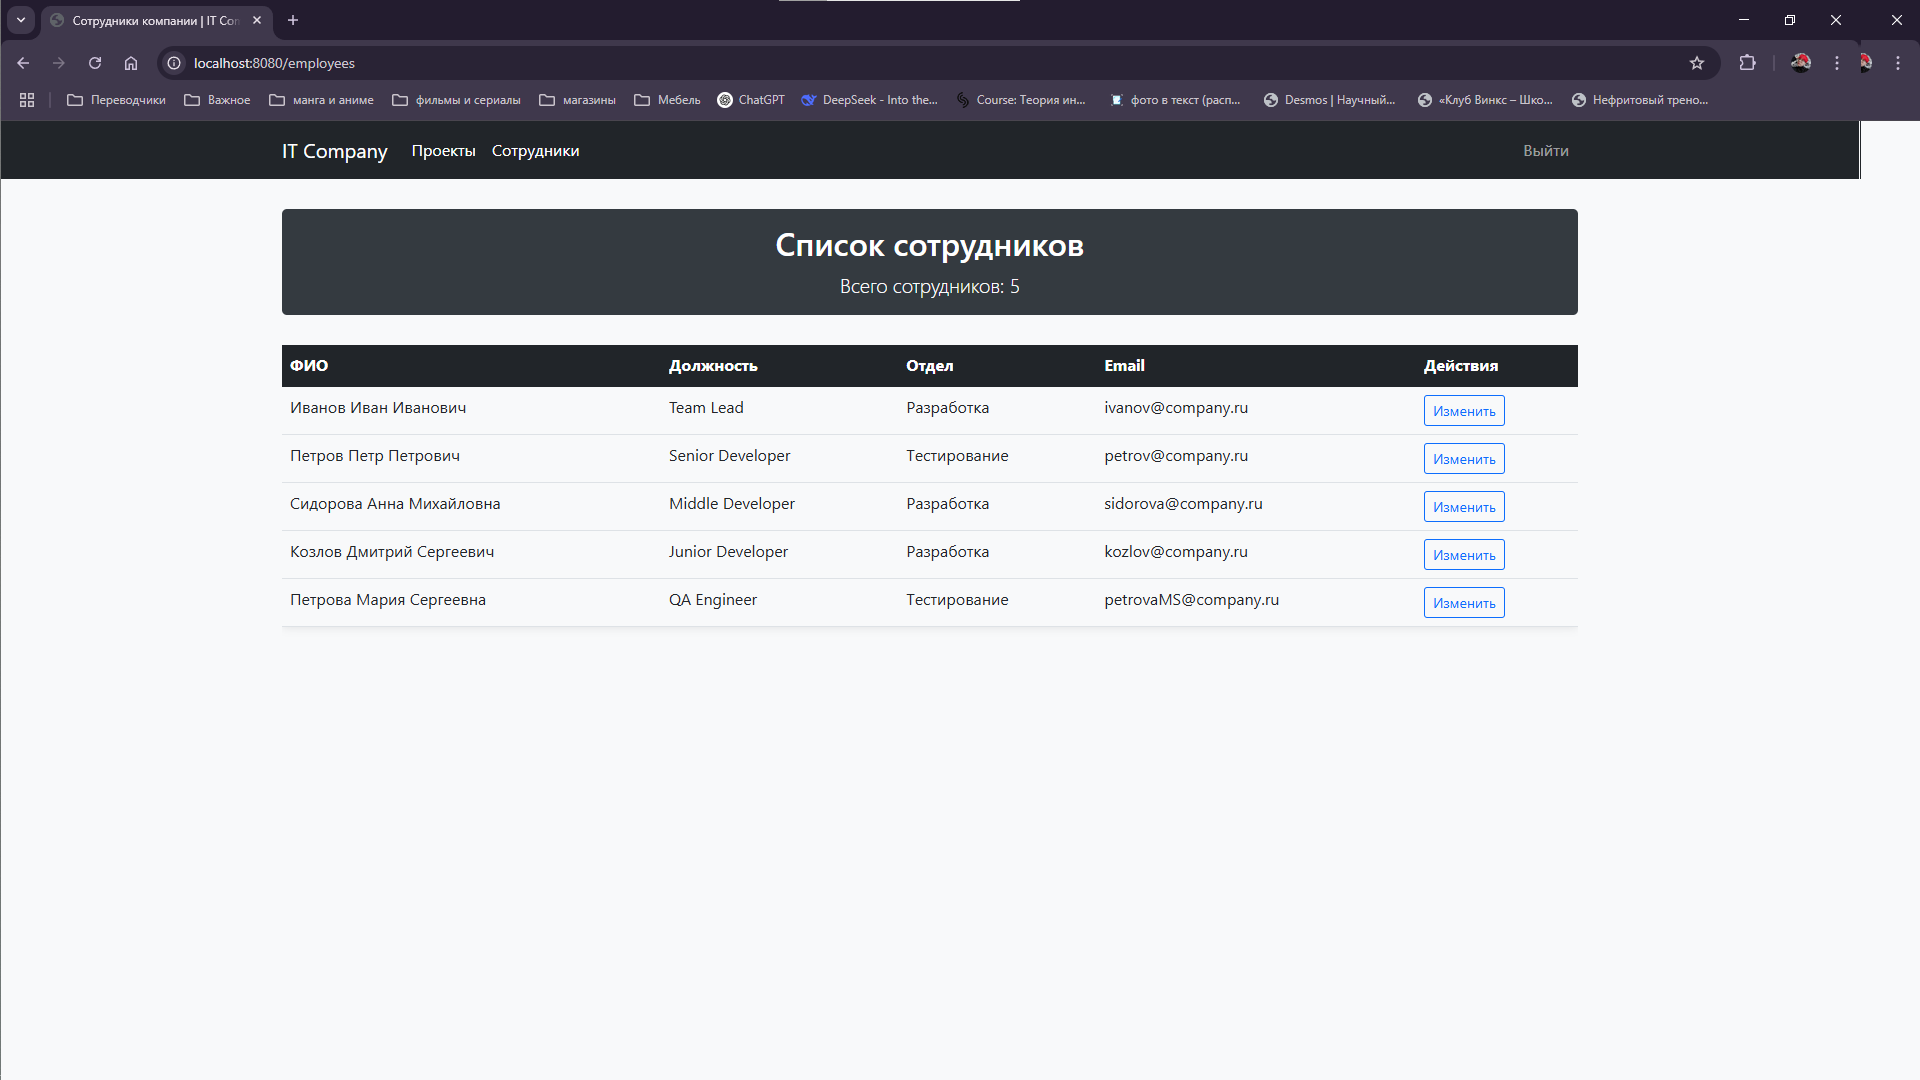 Сотрудники компании | IT Con
localhost:8080/employees
Переводчики Важное манга и аниме фильмы и сериалы магазины Мебель ChatGPT DeepSeek - Into the... Course: Теория ин... фото в текст (расп... Desmos | Научный... «Клуб Винкс – Шко... Нефритовый трено...
IT Company Проекты Сотрудники Выйти
Список сотрудников
Всего сотрудников: 5
ФИО Должность Отдел Email Действия
Иванов Иван Иванович Team Lead Разработка ivanov@company.ru Изменить
Петров Петр Петрович Senior Developer Тестирование petrov@company.ru Изменить
Сидорова Анна Михайловна Middle Developer Разработка sidorova@company.ru Изменить
Козлов Дмитрий Сергеевич Junior Developer Разработка kozlov@company.ru Изменить
Петрова Мария Сергеевна QA Engineer Тестирование petrovaMS@company.ru Изменить